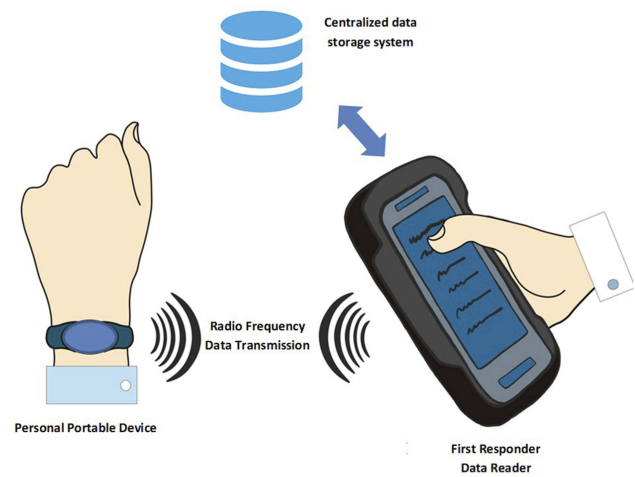 Centralized data
storage system
Radio Frequency
Data Transmission
Personal Portable Device
First Responder
Data Reader